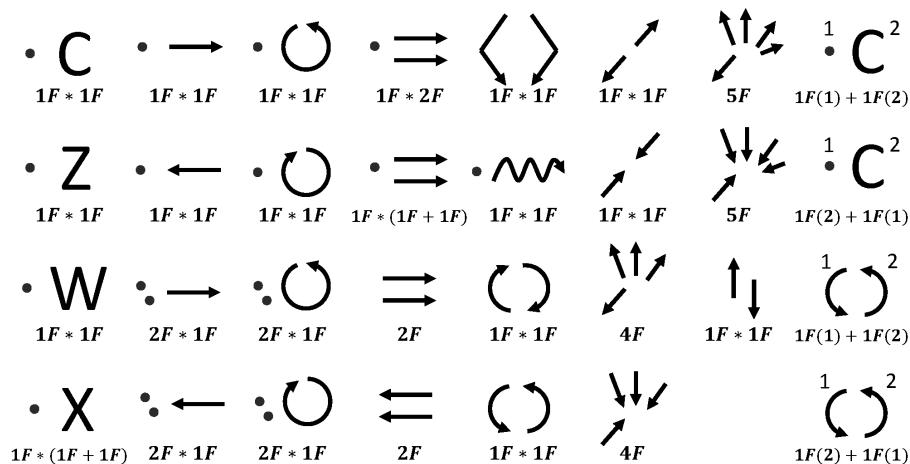 C 1 C 2
1F * 1F 1F * 1F 1F * 1F 1F * 2F 1F * 1F 1F * 1F 5F 1F(1) + 1F(2)
Z 1 C 2
1F * 1F 1F * 1F 1F * 1F 1F * (1F + 1F) 1F * 1F 1F * 1F 5F 1F(2) + 1F(1)
W 1 2
1F * 1F 2F * 1F 2F * 1F 2F 1F * 1F 4F 1F * 1F 1F(1) + 1F(2)
X 1 2
1F * (1F + 1F) 2F * 1F 2F * 1F 2F 1F * 1F 4F 1F(2) + 1F(1)